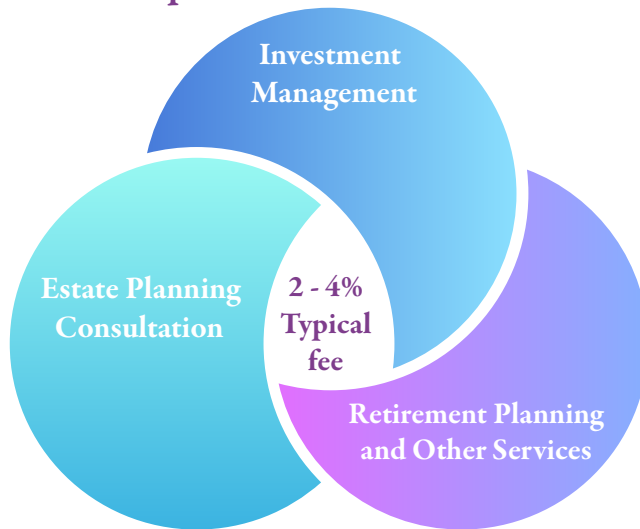 Investment
Management
Estate Planning
Consultation
2 - 4%
Typical
fee
Retirement Planning
and Other Services